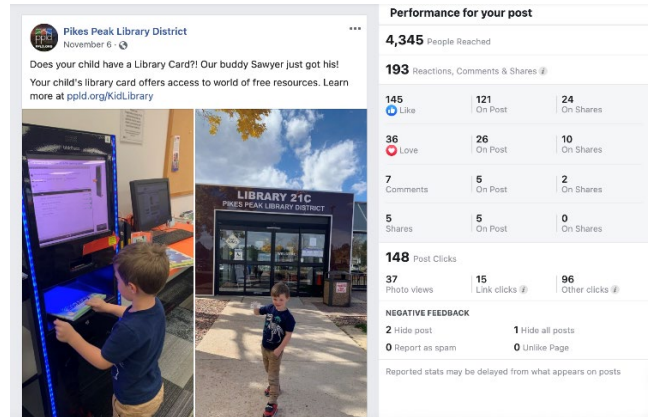 Pikes Peak Library District
November 6 ·
Does your child have a Library Card?! Our buddy Sawyer just got his!
Your child's library card offers access to world of free resources. Learn
more at ppld.org/KidLibrary
ppld
PPLD.ORG
LIBRARY 21C
PIKES PEAK LIBRARY DISTRICT
Performance for your post
4,345 People Reached
193 Reactions, Comments & Shares
145 121 24
Like On Post On Shares
36 26 10
Love On Post On Shares
7 5 2
Comments On Post On Shares
5 5 0
Shares On Post On Shares
148 Post Clicks
37 15 96
Photo views Link clicks Other clicks
NEGATIVE FEEDBACK
2 Hide post 1 Hide all posts
0 Report as spam 0 Unlike Page
Reported stats may be delayed from what appears on posts